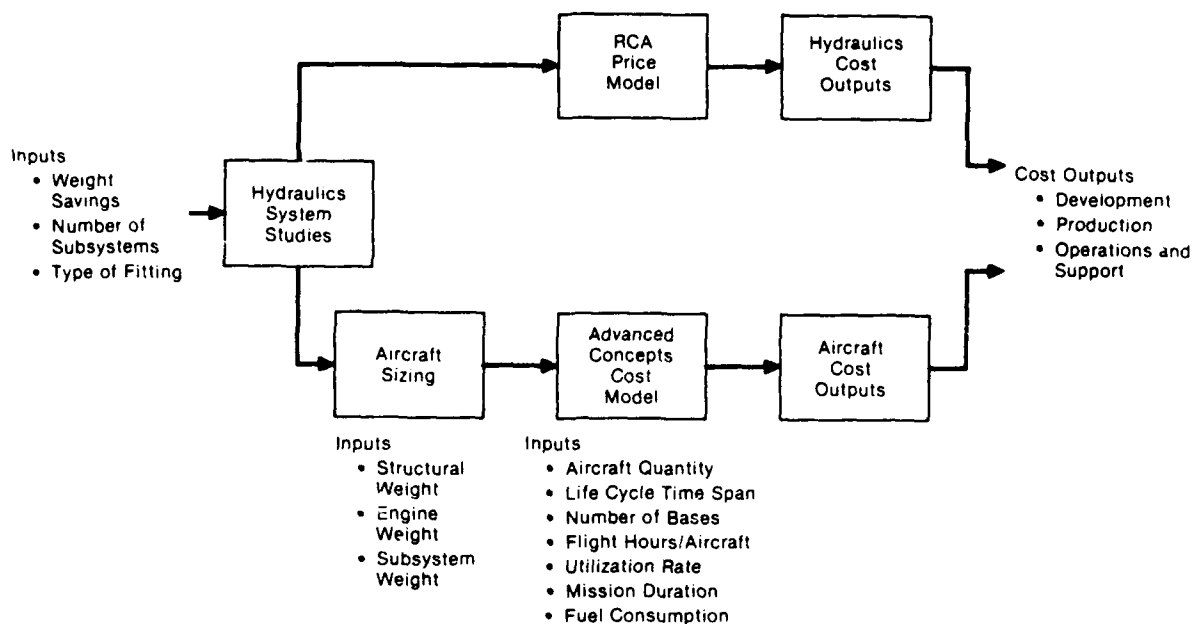 RCA
Price
Model
Hydraulics
Cost
Outputs
Inputs
• Weight
Savings
• Number of
Subsystems
• Type of Fitting
Hydraulics
System
Studies
Cost Outputs
• Development
• Production
• Operations and
Support
Aircraft
Sizing
Advanced
Concepts
Cost
Model
Aircraft
Cost
Outputs
Inputs
• Structural
Weight
• Engine
Weight
• Subsystem
Weight
Inputs
• Aircraft Quantity
• Life Cycle Time Span
• Number of Bases
• Flight Hours/Aircraft
• Utilization Rate
• Mission Duration
• Fuel Consumption